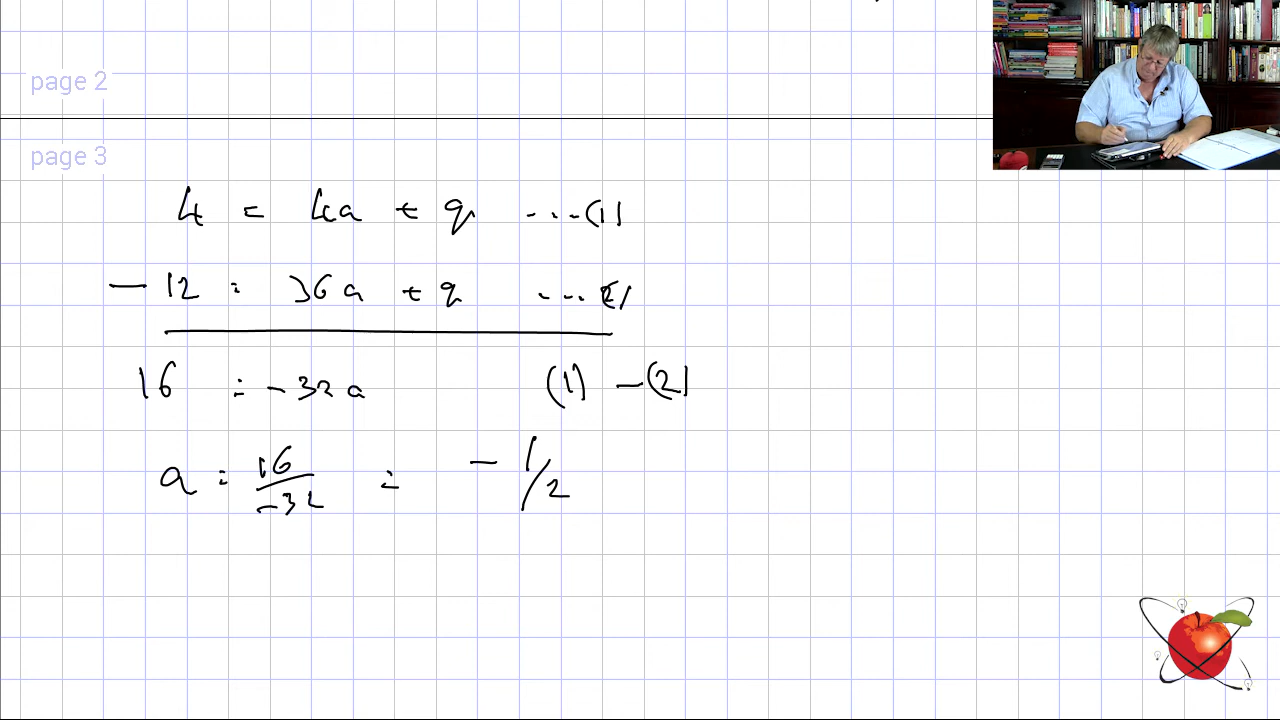 page 2
page 3
4 = 4a + q ...(1)
-12 = 36a + q ...(2)
16 = -32a (1) -(2)
a = 16/-32 = - 1/2